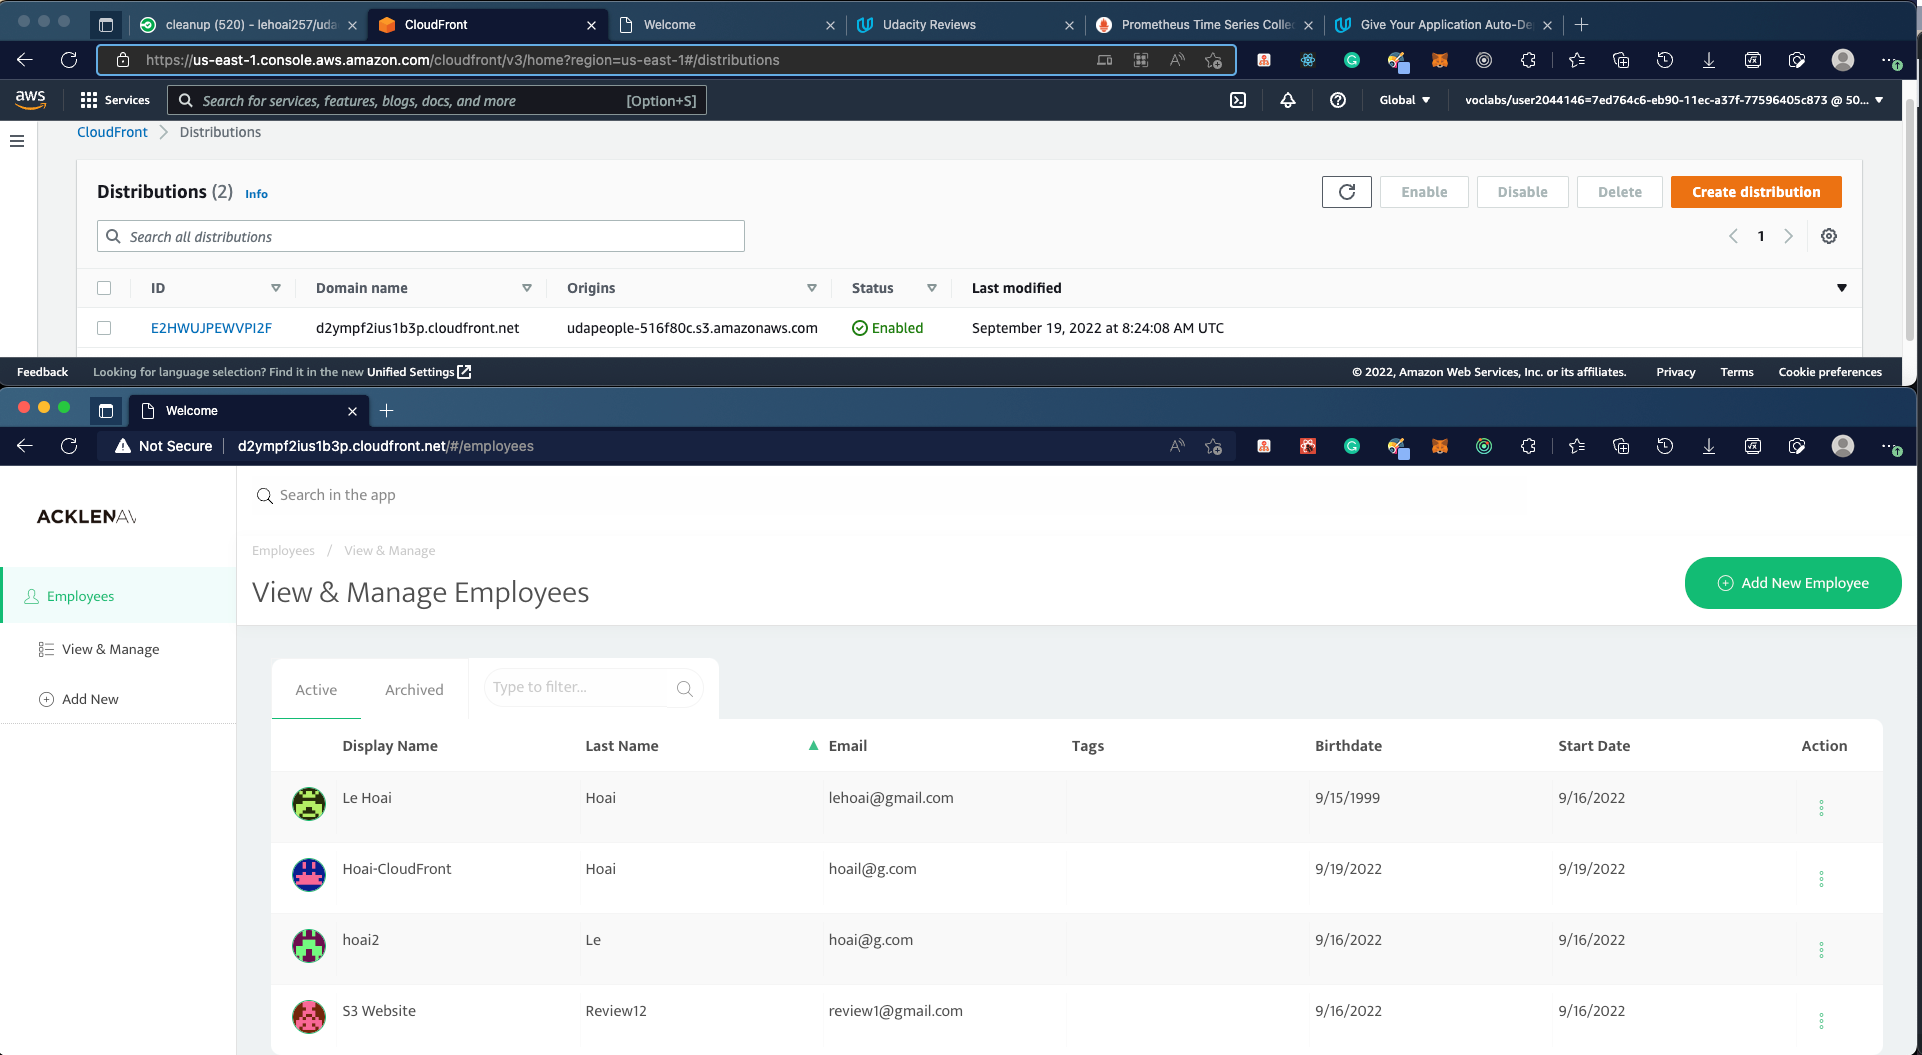 cleanup (520) - lehoai257/uda
CloudFront
Welcome
Udacity Reviews
Prometheus Time Series Collec
Give Your Application Auto-De
https://us-east-1.console.aws.amazon.com/cloudfront/v3/home?region=us-east-1#/distributions
aws
Services
Search for services, features, blogs, docs, and more
[Option+S]
Global
voclabs/user2044146=7ed764c6-eb90-11ec-a37f-77596405c873 @ 50...
CloudFront
Distributions
Distributions (2) Info
Enable
Disable
Delete
Create distribution
Search all distributions
1
ID
Domain name
Origins
Status
Last modified
E2HWUJPEWVPI2F
d2ympf2ius1b3p.cloudfront.net
udapeople-516f80c.s3.amazonaws.com
Enabled
September 19, 2022 at 8:24:08 AM UTC
Feedback
Looking for language selection? Find it in the new Unified Settings
© 2022, Amazon Web Services, Inc. or its affiliates.
Privacy
Terms
Cookie preferences
Welcome
Not Secure
d2ympf2ius1b3p.cloudfront.net/#/employees
ACKLENAV
Search in the app
Employees / View & Manage
View & Manage Employees
Add New Employee
Employees
View & Manage
Add New
Active
Archived
Type to filter...
Display Name
Last Name
Email
Tags
Birthdate
Start Date
Action
Le Hoai
Hoai
lehoai@gmail.com
9/15/1999
9/16/2022
Hoai-CloudFront
Hoai
hoail@g.com
9/19/2022
9/19/2022
hoai2
Le
hoai@g.com
9/16/2022
9/16/2022
S3 Website
Review12
review1@gmail.com
9/16/2022
9/16/2022